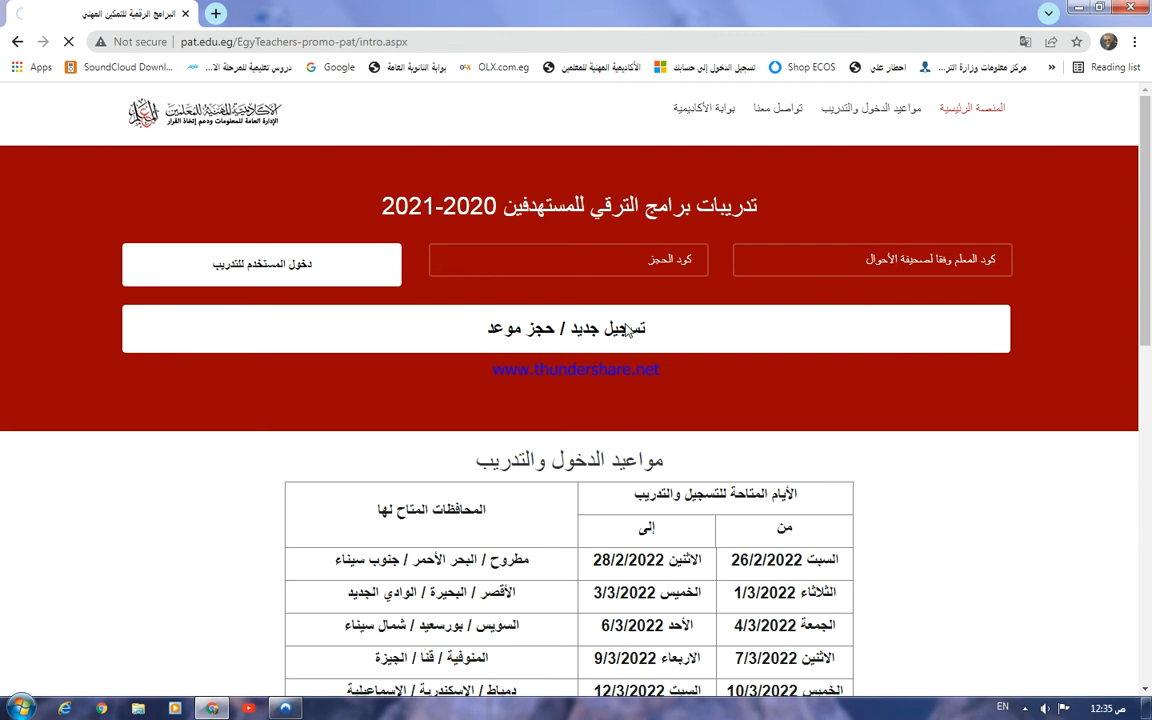 البرامج الرقمية للتمكين المهني
Not secure | pat.edu.eg/EgyTeachers-promo-pat/intro.aspx
Apps SoundCloud Downl... دروس تعليمية للمرحلة الا... Google بوابة الثانوية العامة OLX.com.eg الأكاديمية المهنية للمعلمين تسجيل الدخول إلى حسابك Shop ECOS اخطار علي مركز معلومات وزارة التر... » Reading list
المنصة الرئيسية مواعيد الدخول والتدريب تواصل معنا بوابة الأكاديمية
الأكاديمية المهنية للمعلمين
الإدارة العامة للمعلومات ودعم إتخاذ القرار
تدريبات برامج الترقي للمستهدفين 2020-2021
كود المعلم وفقا لصحيفة الأحوال كود الحجز دخول المستخدم للتدريب
تسجيل جديد / حجز موعد
www.thundershare.net
مواعيد الدخول والتدريب
الأيام المتاحة للتسجيل والتدريب المحافظات المتاح لها
من إلى
السبت 26/2/2022 الاثنين 28/2/2022 مطروح / البحر الأحمر / جنوب سيناء
الثلاثاء 1/3/2022 الخميس 3/3/2022 الأقصر / البحيرة / الوادي الجديد
الجمعة 4/3/2022 الأحد 6/3/2022 السويس / بورسعيد / شمال سيناء
الاثنين 7/3/2022 الاربعاء 9/3/2022 المنوفية / قنا / الجيزة
الخميس 10/3/2022 السبت 12/3/2022 دمياط / الإسكندرية / الإسماعيلية
EN 12:35 ص